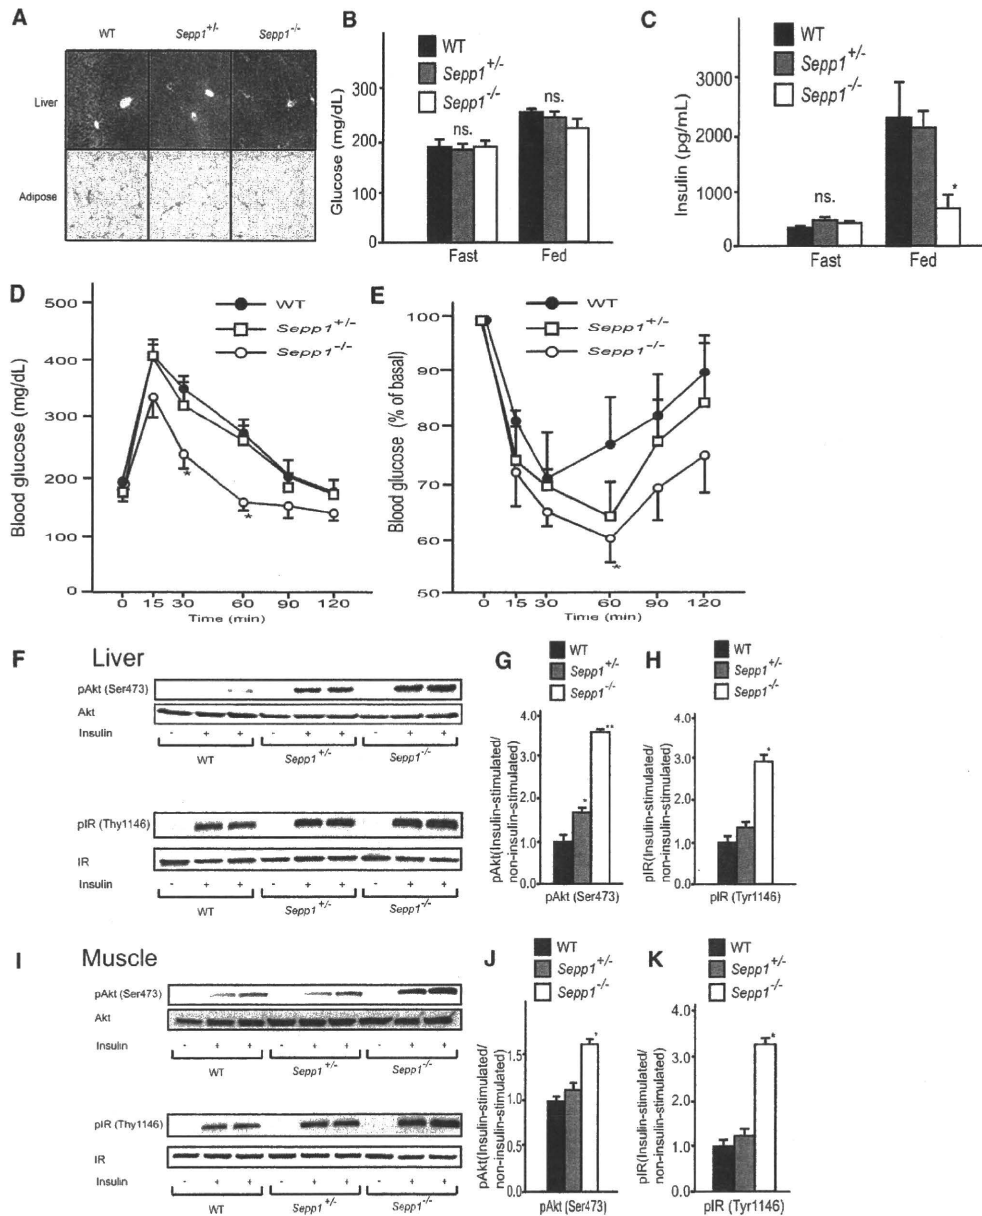 A
WT Sepp1+/- Sepp1-/-
Liver
Adipose
B
WT
Sepp1+/-
Sepp1-/-
Glucose (mg/dL)
400
300
200
100
0
ns.
ns.
Fast Fed
C
WT
Sepp1+/-
Sepp1-/-
Insulin (pg/mL)
3000
2000
1000
0
ns.
*
Fast Fed
D
WT
Sepp1+/-
Sepp1-/-
Blood glucose (mg/dL)
500
400
300
200
100
0
*
*
0 15 30 60 90 120
Time (min)
E
WT
Sepp1+/-
Sepp1-/-
Blood glucose (% of basal)
100
90
80
70
60
50
*
0 15 30 60 90 120
Time (min)
F Liver
pAkt (Ser473)
Akt
Insulin - + + - + + - + +
WT Sepp1+/- Sepp1-/-
pIR (Thy1146)
IR
Insulin - + + - + + - + +
WT Sepp1+/- Sepp1-/-
G
WT
Sepp1+/-
Sepp1-/-
pAkt(Insulin-stimulated/
non-insulin-stimulated)
4.0
3.0
2.0
1.0
0.0
*
**
pAkt (Ser473)
H
WT
Sepp1+/-
Sepp1-/-
pIR(Insulin-stimulated/
non-insulin-stimulated)
4.0
3.0
2.0
1.0
0.0
*
pIR (Tyr1146)
I Muscle
pAkt (Ser473)
Akt
Insulin - + + - + + - + +
WT Sepp1+/- Sepp1-/-
pIR (Thy1146)
IR
Insulin - + + - + + - + +
WT Sepp1+/- Sepp1-/-
J
WT
Sepp1+/-
Sepp1-/-
pAkt(Insulin-stimulated/
non-insulin-stimulated)
1.5
1.0
0.5
0.0
*
pAkt (Ser473)
K
WT
Sepp1+/-
Sepp1-/-
pIR(Insulin-stimulated/
non-insulin-stimulated)
4.0
3.0
2.0
1.0
0.0
*
pIR (Tyr1146)